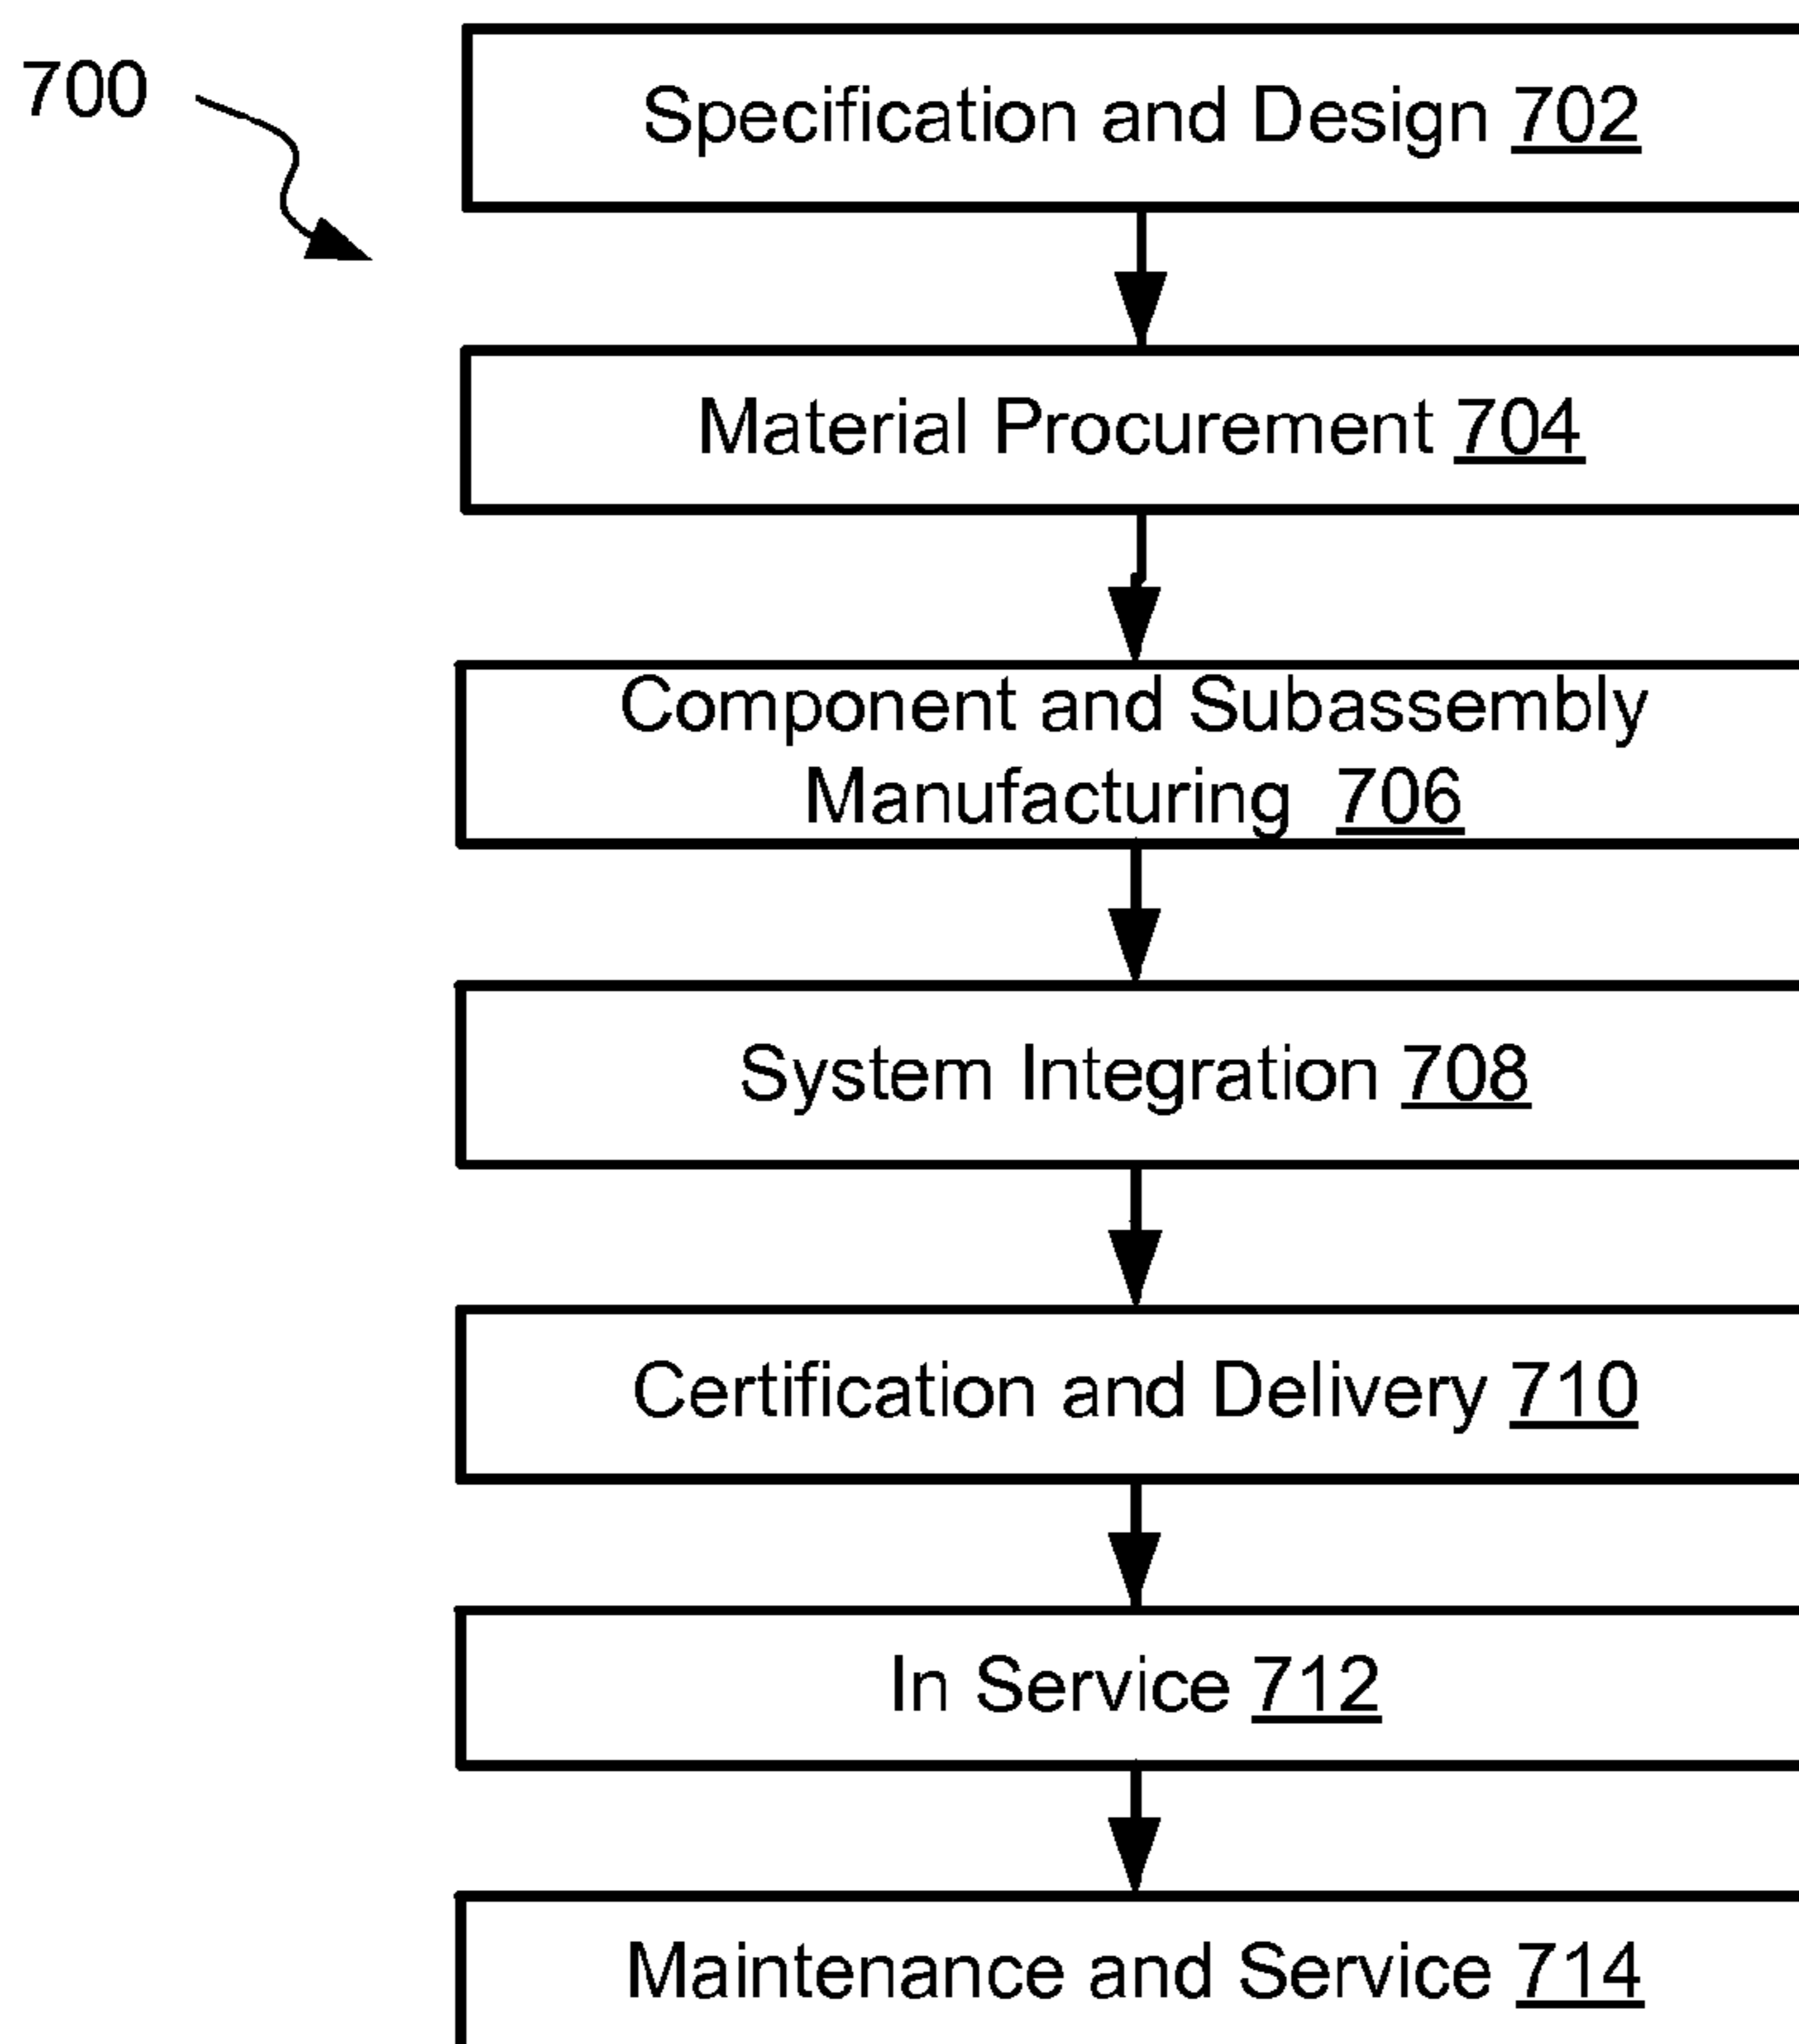 700
Specification and Design 702
Material Procurement 704
Component and Subassembly
Manufacturing 706
System Integration 708
Certification and Delivery 710
In Service 712
Maintenance and Service 714